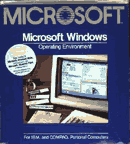 MICROSOFT
Microsoft Windows
Operating Environment
For IBM and COMPAQ Personal Computers